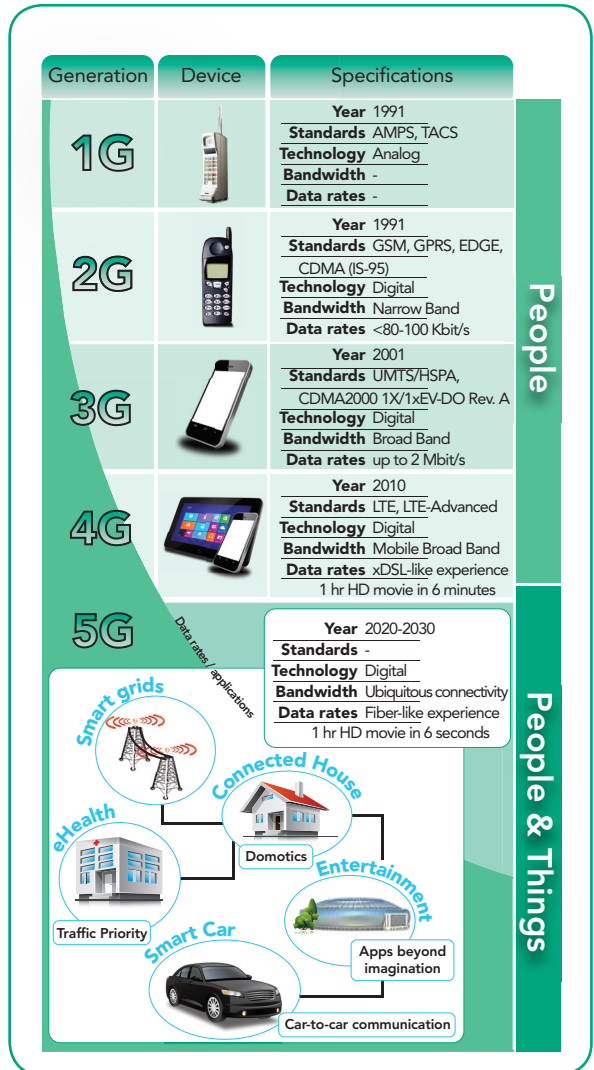 Generation Device Specifications
1G
Year 1991
Standards AMPS, TACS
Technology Analog
Bandwidth -
Data rates -
2G
Year 1991
Standards GSM, GPRS, EDGE,
CDMA (IS-95)
Technology Digital
Bandwidth Narrow Band
Data rates <80-100 Kbit/s
3G
Year 2001
Standards UMTS/HSPA,
CDMA2000 1X/1xEV-DO Rev. A
Technology Digital
Bandwidth Broad Band
Data rates up to 2 Mbit/s
People
4G
Year 2010
Standards LTE, LTE-Advanced
Technology Digital
Bandwidth Mobile Broad Band
Data rates xDSL-like experience
1 hr HD movie in 6 minutes
5G
Data rates / applications
Year 2020-2030
Standards -
Technology Digital
Bandwidth Ubiquitous connectivity
Data rates Fiber-like experience
1 hr HD movie in 6 seconds
People & Things
Smart grids
Connected House
Domotics
eHealth
Traffic Priority
Entertainment
Apps beyond
imagination
Smart Car
Car-to-car communication